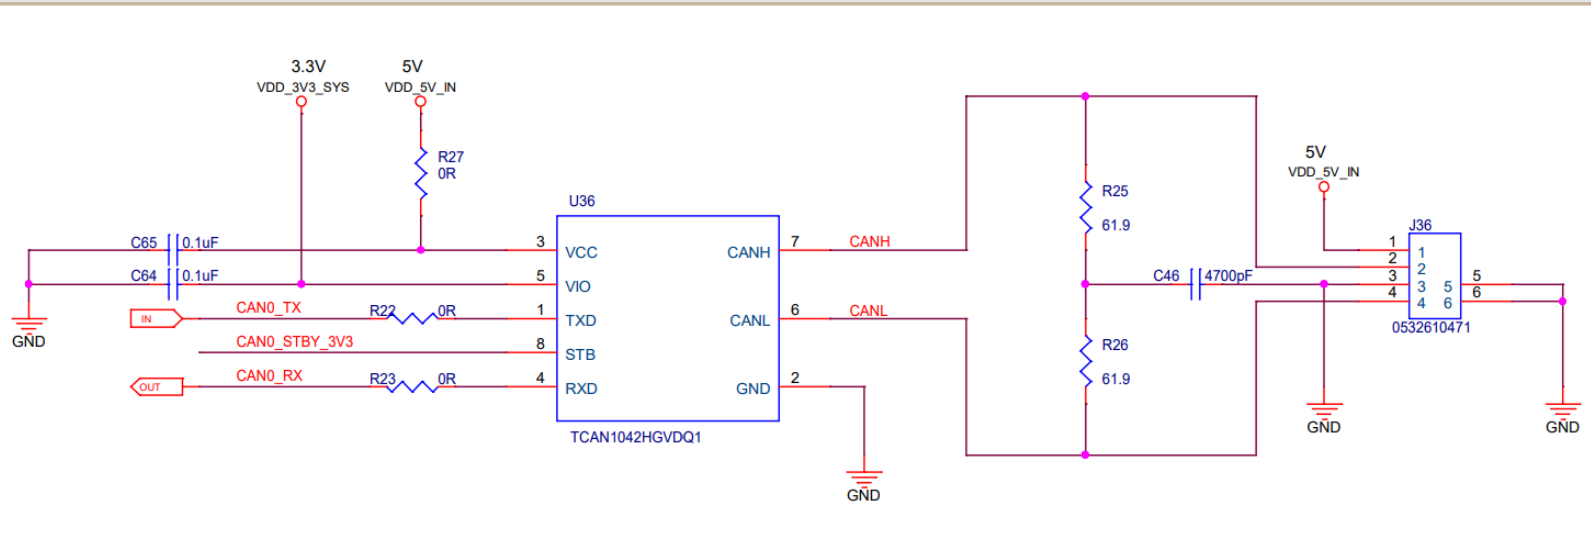 3.3V
VDD_3V3_SYS
5V
VDD_5V_IN
R27
0R
C65 0.1uF
C64 0.1uF
GND
IN
CAN0_TX
R22 0R
CAN0_STBY_3V3
OUT
CAN0_RX
R23 0R
U36
3 VCC
5 VIO
1 TXD
8 STB
4 RXD
CANH 7 CANH
CANL 6 CANL
GND 2
TCAN1042HGVDQ1
GND
R25
61.9
C46 4700pF
R26
61.9
5V
VDD_5V_IN
J36
1 1
2 2
3 3 5 5
4 4 6 6
0532610471
GND
GND